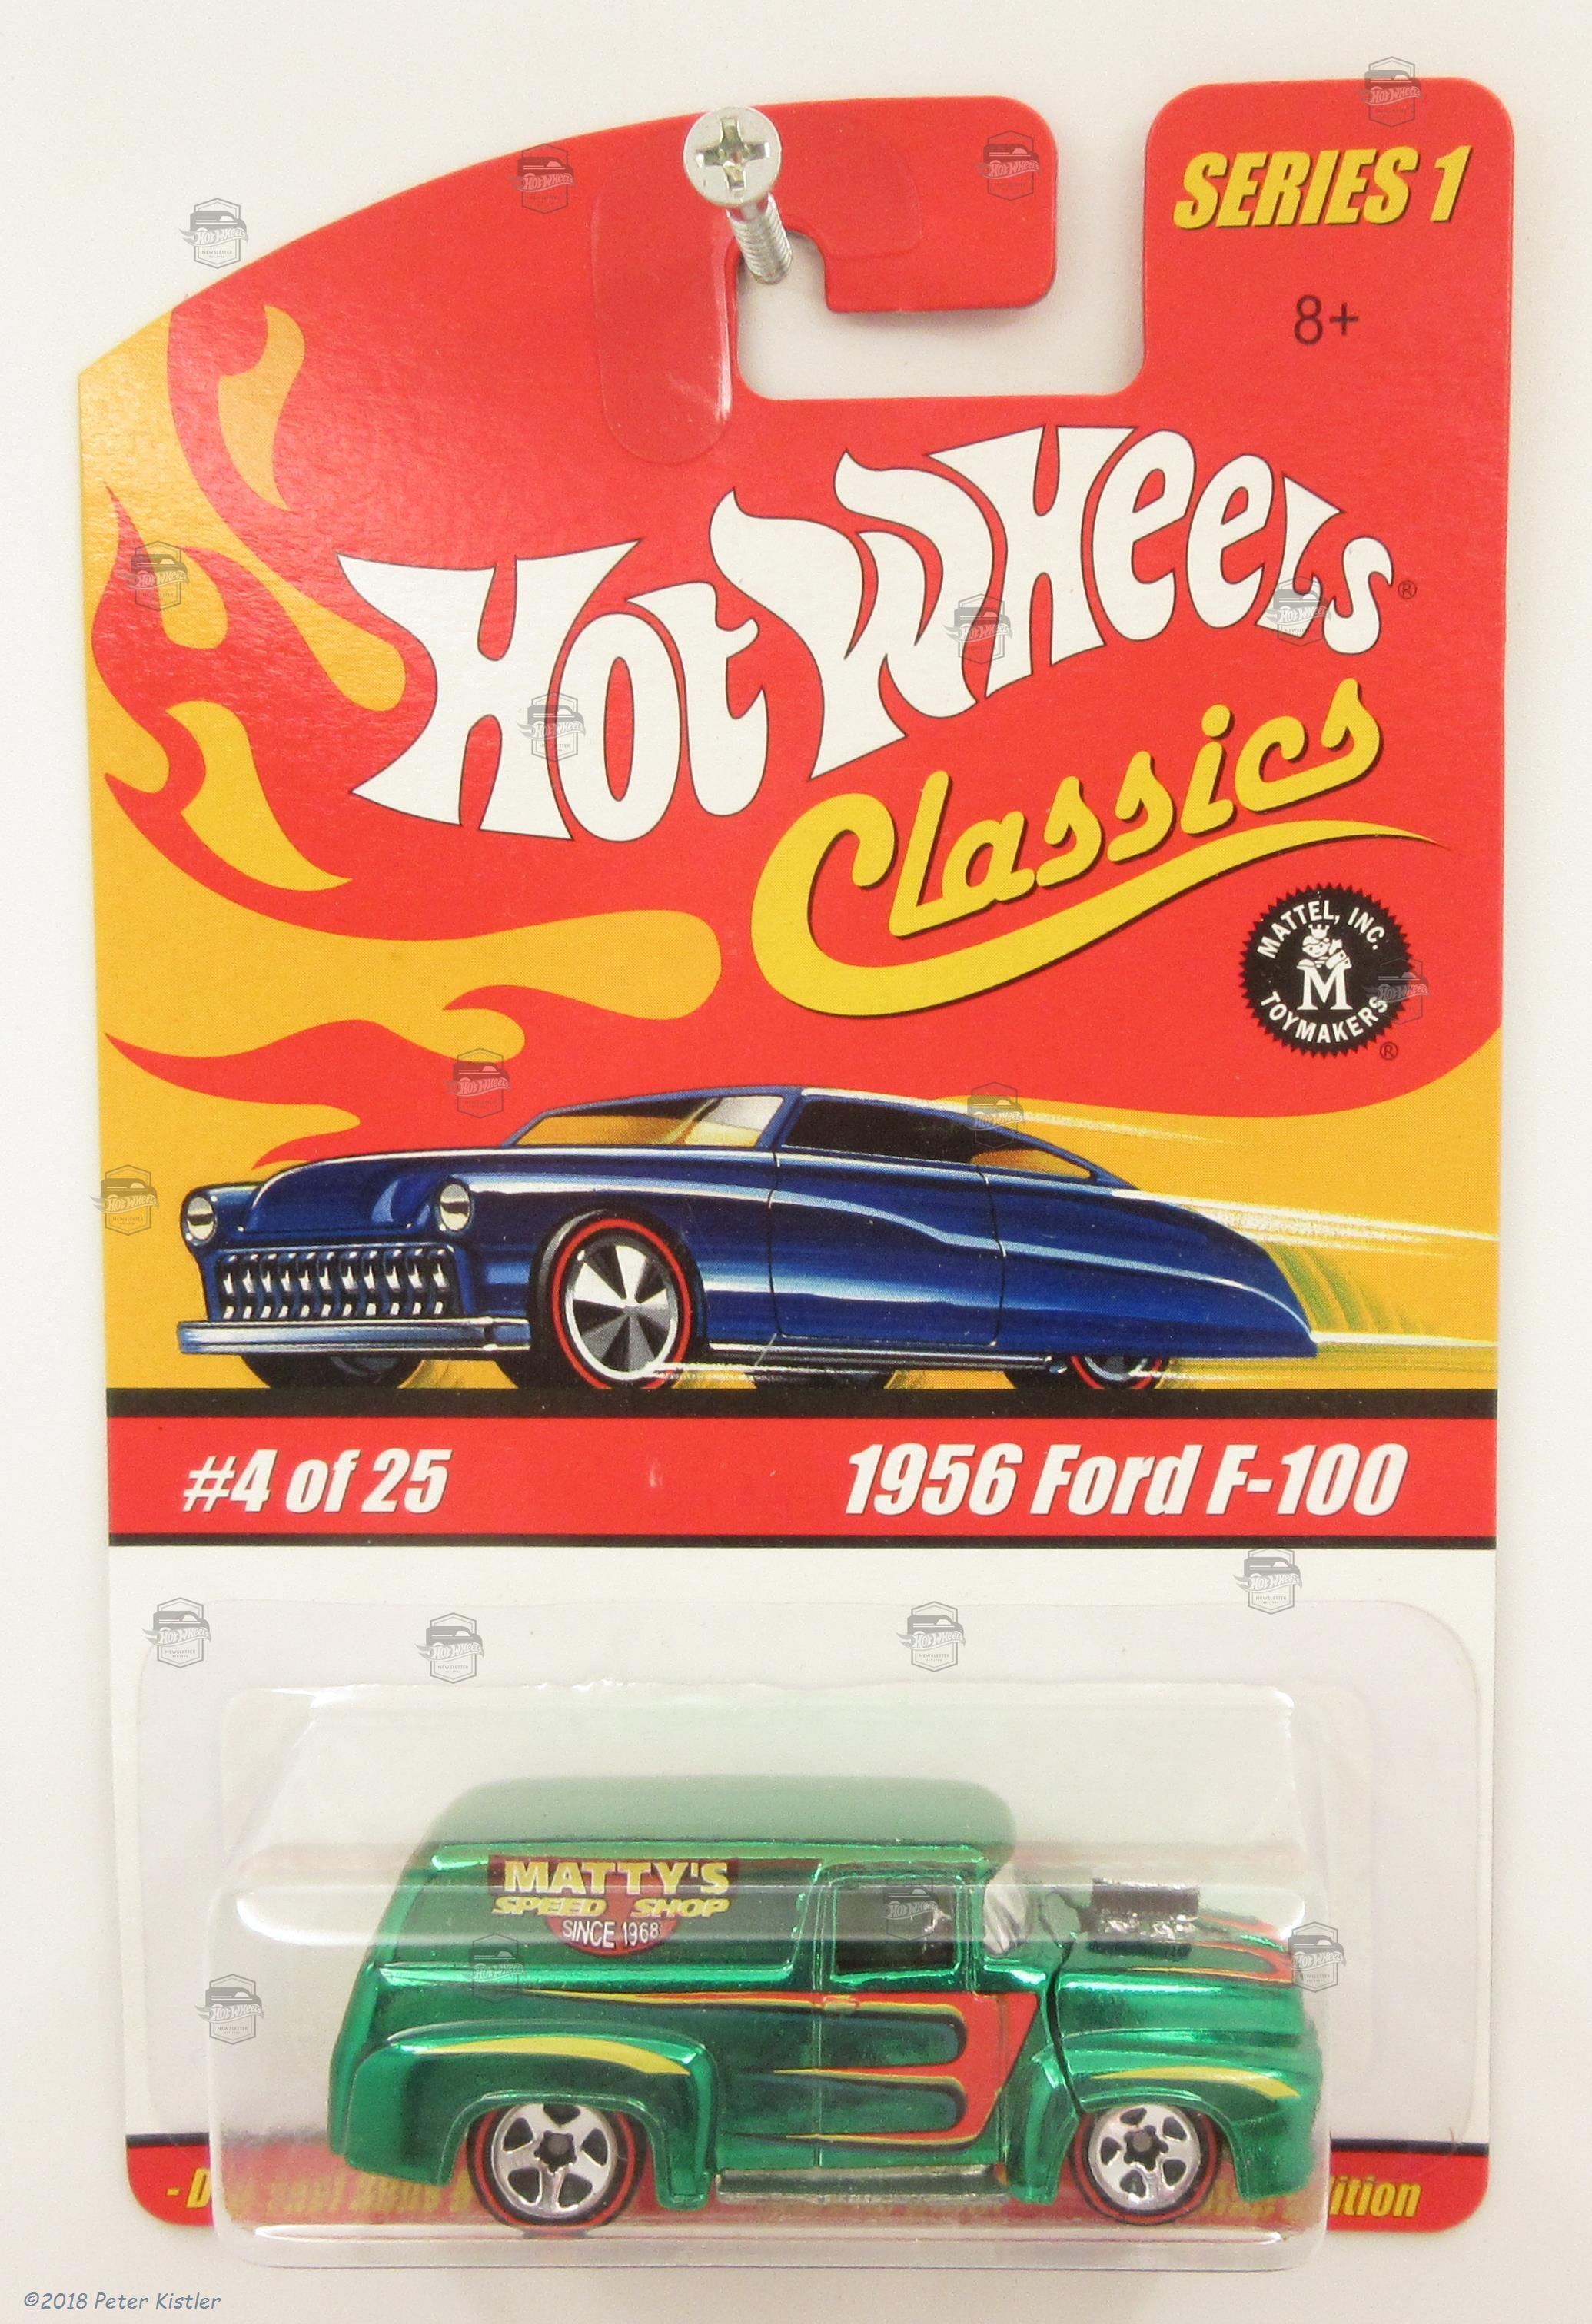 SERIES 1
8+
Hot Wheels®
Classics
MATTEL, INC.
M
TOYMAKERS
®
#4 of 25
1956 Ford F-100
MATTY'S
SPEED SHOP
SINCE 1968
©2018 Peter Kistler